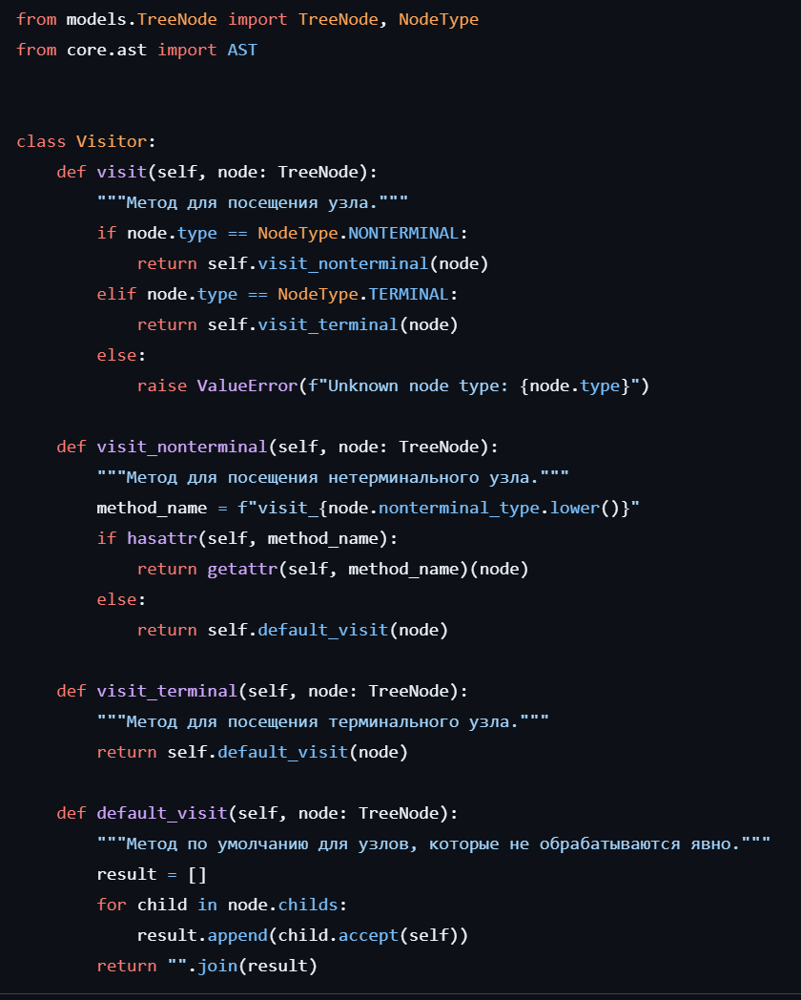 from models.TreeNode import TreeNode, NodeType
from core.ast import AST
class Visitor:
    def visit(self, node: TreeNode):
        """Метод для посещения узла."""
        if node.type == NodeType.NONTERMINAL:
            return self.visit_nonterminal(node)
        elif node.type == NodeType.TERMINAL:
            return self.visit_terminal(node)
        else:
            raise ValueError(f"Unknown node type: {node.type}")
    def visit_nonterminal(self, node: TreeNode):
        """Метод для посещения нетерминального узла."""
        method_name = f"visit_{node.nonterminal_type.lower()}"
        if hasattr(self, method_name):
            return getattr(self, method_name)(node)
        else:
            return self.default_visit(node)
    def visit_terminal(self, node: TreeNode):
        """Метод для посещения терминального узла."""
        return self.default_visit(node)
    def default_visit(self, node: TreeNode):
        """Метод по умолчанию для узлов, которые не обрабатываются явно."""
        result = []
        for child in node.childs:
            result.append(child.accept(self))
        return "".join(result)